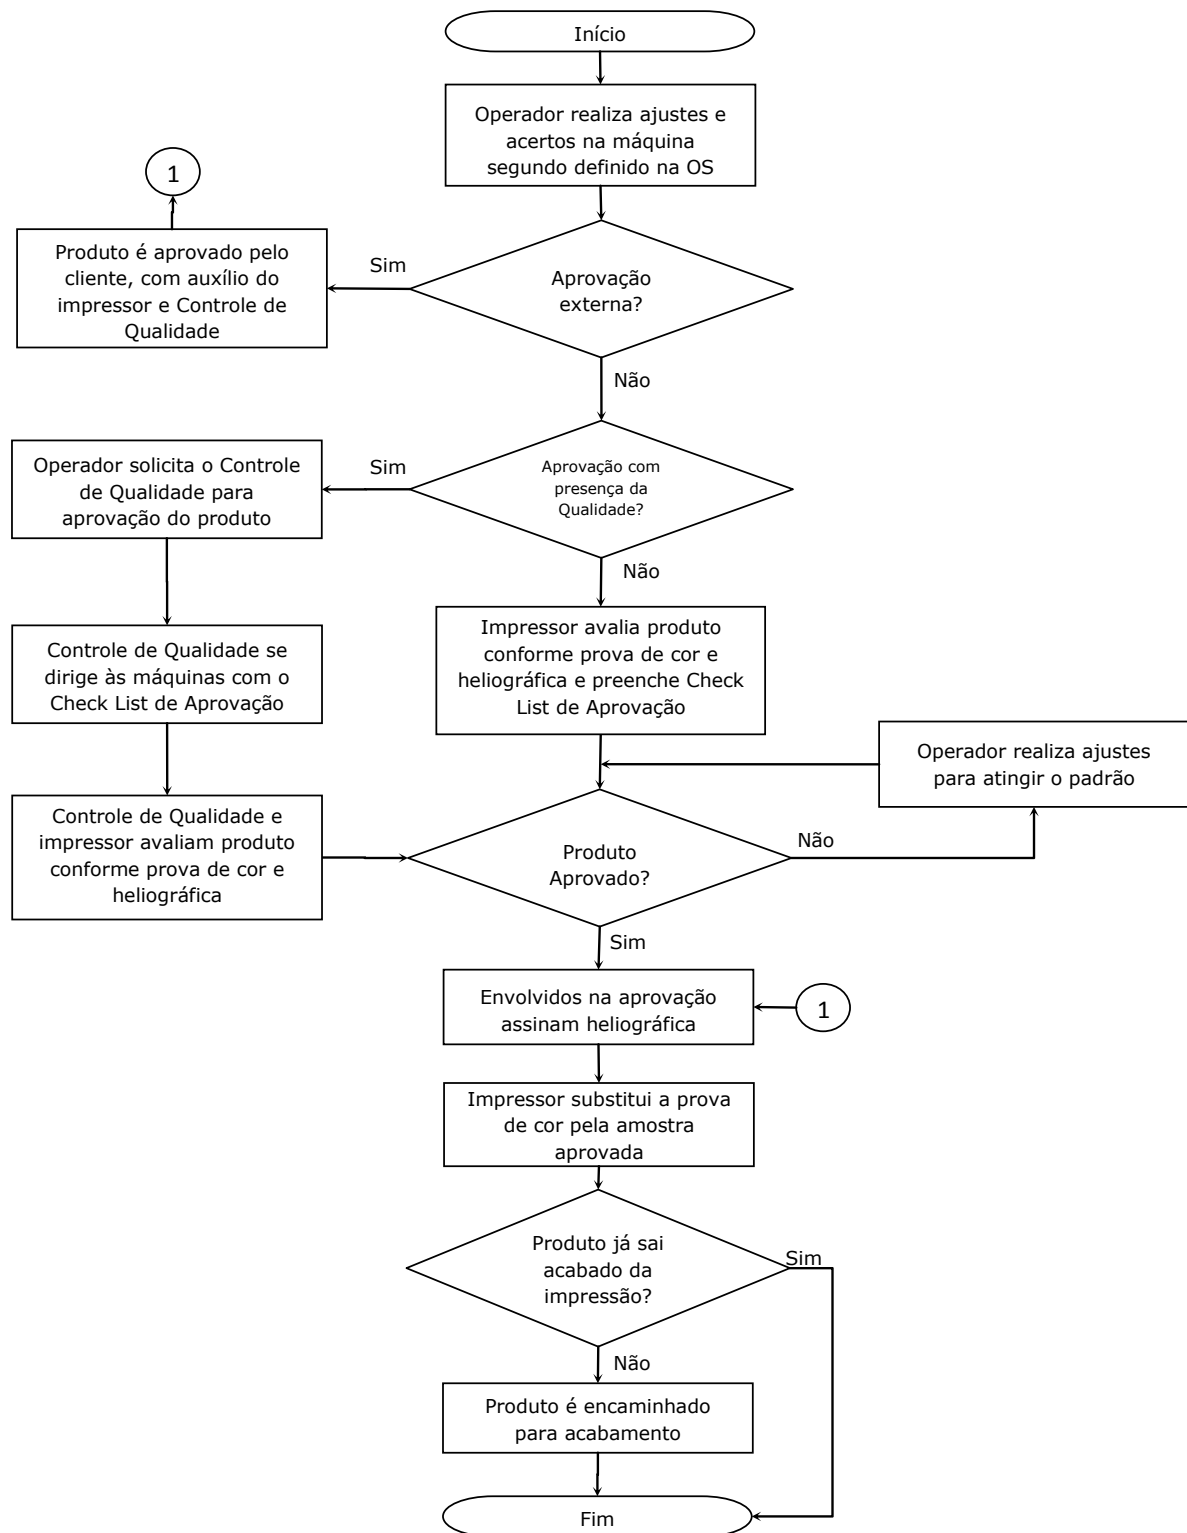 Início
Operador realiza ajustes e
acertos na máquina
segundo definido na OS
1
Produto é aprovado pelo
cliente, com auxílio do
impressor e Controle de
Qualidade
Sim
Aprovação
externa?
Não
Operador solicita o Controle
de Qualidade para
aprovação do produto
Sim
Aprovação com
presença da
Qualidade?
Não
Controle de Qualidade se
dirige às máquinas com o
Check List de Aprovação
Impressor avalia produto
conforme prova de cor e
heliográfica e preenche Check
List de Aprovação
Operador realiza ajustes
para atingir o padrão
Controle de Qualidade e
impressor avaliam produto
conforme prova de cor e
heliográfica
Produto
Aprovado?
Não
Sim
Envolvidos na aprovação
assinam heliográfica
1
Impressor substitui a prova
de cor pela amostra
aprovada
Produto já sai
acabado da
impressão?
Sim
Não
Produto é encaminhado
para acabamento
Fim